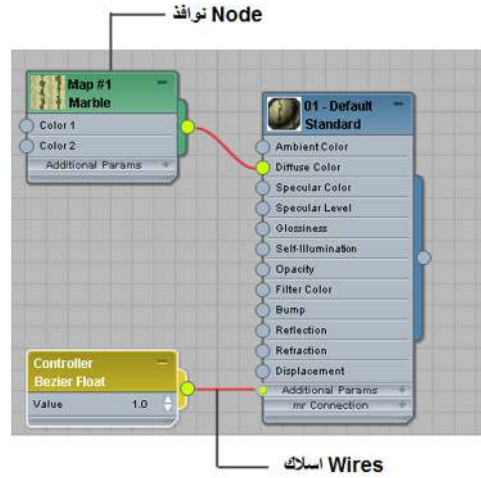 نوافذ Node
Map #1
Marble
Color 1
Color 2
Additional Params
01 - Default
Standard
Ambient Color
Diffuse Color
Specular Color
Specular Level
Glossiness
Self-Illumination
Opacity
Filter Color
Bump
Reflection
Refraction
Displacement
Additional Params
mr Connection
Controller
Bezier Float
Value 1.0
اسلاك Wires